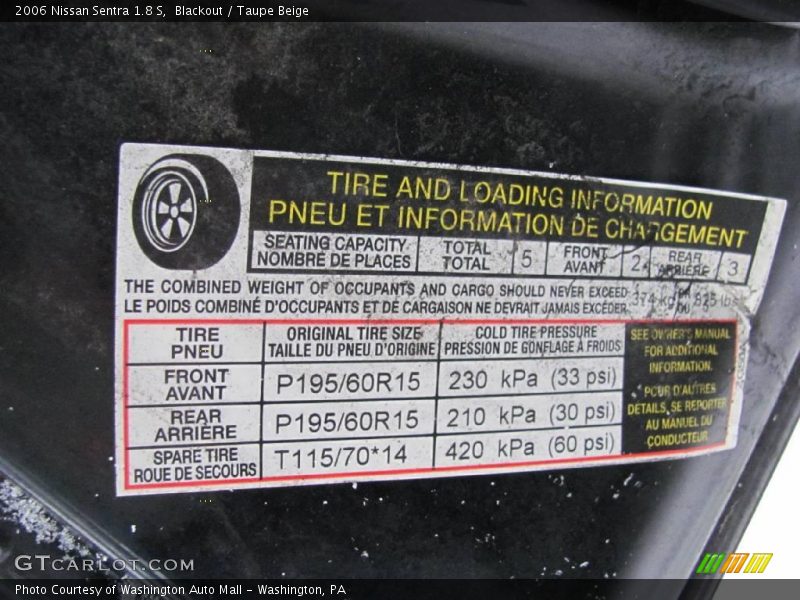 2006 Nissan Sentra 1.8 S, Blackout / Taupe Beige
TIRE AND LOADING INFORMATION
PNEU ET INFORMATION DE CHARGEMENT
SEATING CAPACITY
NOMBRE DE PLACES
TOTAL
TOTAL
5
FRONT
AVANT
2
REAR
ARRIÈRE
3
THE COMBINED WEIGHT OF OCCUPANTS AND CARGO SHOULD NEVER EXCEED
LE POIDS COMBINÉ D'OCCUPANTS ET DE CARGAISON NE DEVRAIT JAMAIS EXCÉDER
374 kg OU 825 lbs
TIRE
PNEU
ORIGINAL TIRE SIZE
TAILLE DU PNEU D'ORIGINE
COLD TIRE PRESSURE
PRESSION DE GONFLAGE À FROIDS
FRONT
AVANT
P195/60R15
230 kPa (33 psi)
REAR
ARRIÈRE
P195/60R15
210 kPa (30 psi)
SPARE TIRE
ROUE DE SECOURS
T115/70*14
420 kPa (60 psi)
SEE OWNER'S MANUAL
FOR ADDITIONAL
INFORMATION.
POUR D'AUTRES
DÉTAILS, SE REPORTER
AU MANUEL DU
CONDUCTEUR
GTCARLOT.COM
Photo Courtesy of Washington Auto Mall - Washington, PA